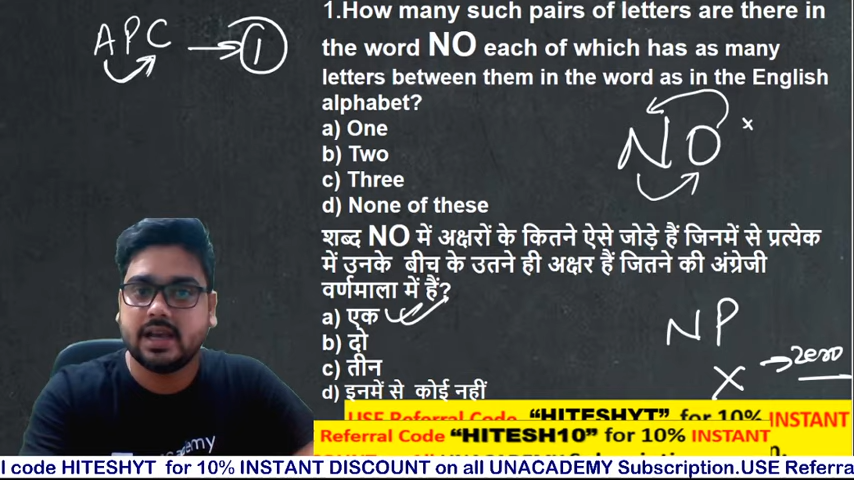 1.How many such pairs of letters are there in
the word NO each of which has as many
letters between them in the word as in the English
alphabet?
a) One
b) Two
c) Three
d) None of these
शब्द NO में अक्षरों के कितने ऐसे जोड़े हैं जिनमें से प्रत्येक
में उनके बीच के उतने ही अक्षर हैं जितने की अंग्रेजी
वर्णमाला में हैं?
a) एक
b) दो
c) तीन
d) इनमें से कोई नहीं
APC → 1
NO x
NP
X → zero
USE Referral Code "HITESHYT" for 10% INSTANT
Referral Code "HITESH10" for 10% INSTANT
l code HITESHYT for 10% INSTANT DISCOUNT on all UNACADEMY Subscription.USE Referra